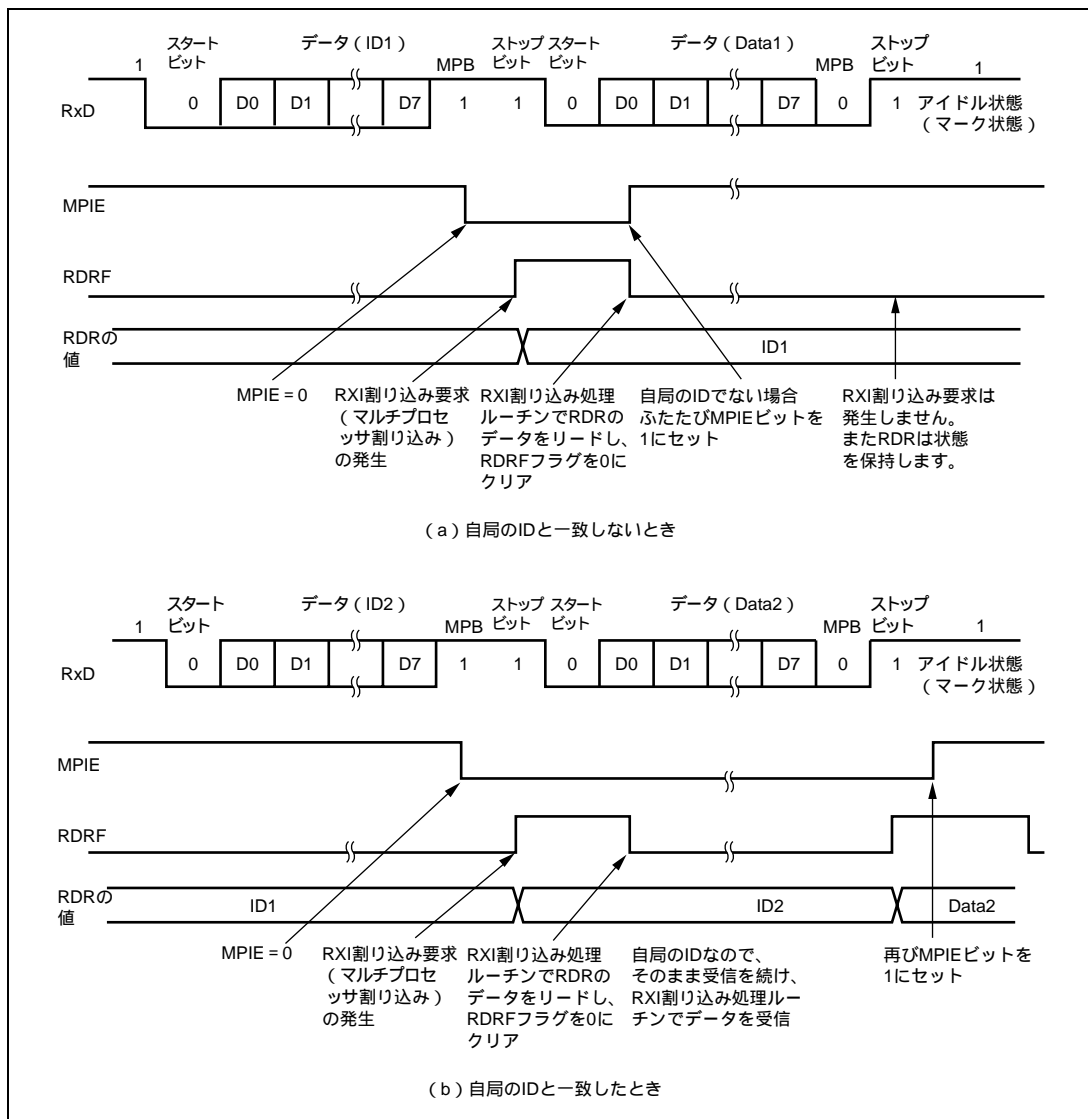 スタート
ビット
データ（ID1）
ストップ
ビット
スタート
ビット
データ（Data1）
ストップ
ビット
1
MPB
MPB
1
RxD
0
D0
D1
D7
1
1
0
D0
D1
D7
0
1
アイドル状態
（マーク状態）
MPIE
RDRF
RDRの
値
ID1
MPIE = 0
RXI割り込み要求
（マルチプロセ
ッサ割り込み）
の発生
RXI割り込み処理
ルーチンでRDRの
データをリードし、
RDRFフラグを0に
クリア
自局のIDでない場合
ふたたびMPIEビットを
1にセット
RXI割り込み要求は
発生しません。
またRDRは状態
を保持します。
（a）自局のIDと一致しないとき
スタート
ビット
データ（ID2）
ストップ
ビット
スタート
ビット
データ（Data2）
ストップ
ビット
1
MPB
MPB
1
RxD
0
D0
D1
D7
1
1
0
D0
D1
D7
0
1
アイドル状態
（マーク状態）
MPIE
RDRF
RDRの
値
ID1
ID2
Data2
MPIE = 0
RXI割り込み要求
（マルチプロセ
ッサ割り込み）
の発生
RXI割り込み処理
ルーチンでRDRの
データをリードし、
RDRFフラグを0に
クリア
自局のIDなので、
そのまま受信を続け、
RXI割り込み処理ルー
チンでデータを受信
再びMPIEビットを
1にセット
（b）自局のIDと一致したとき